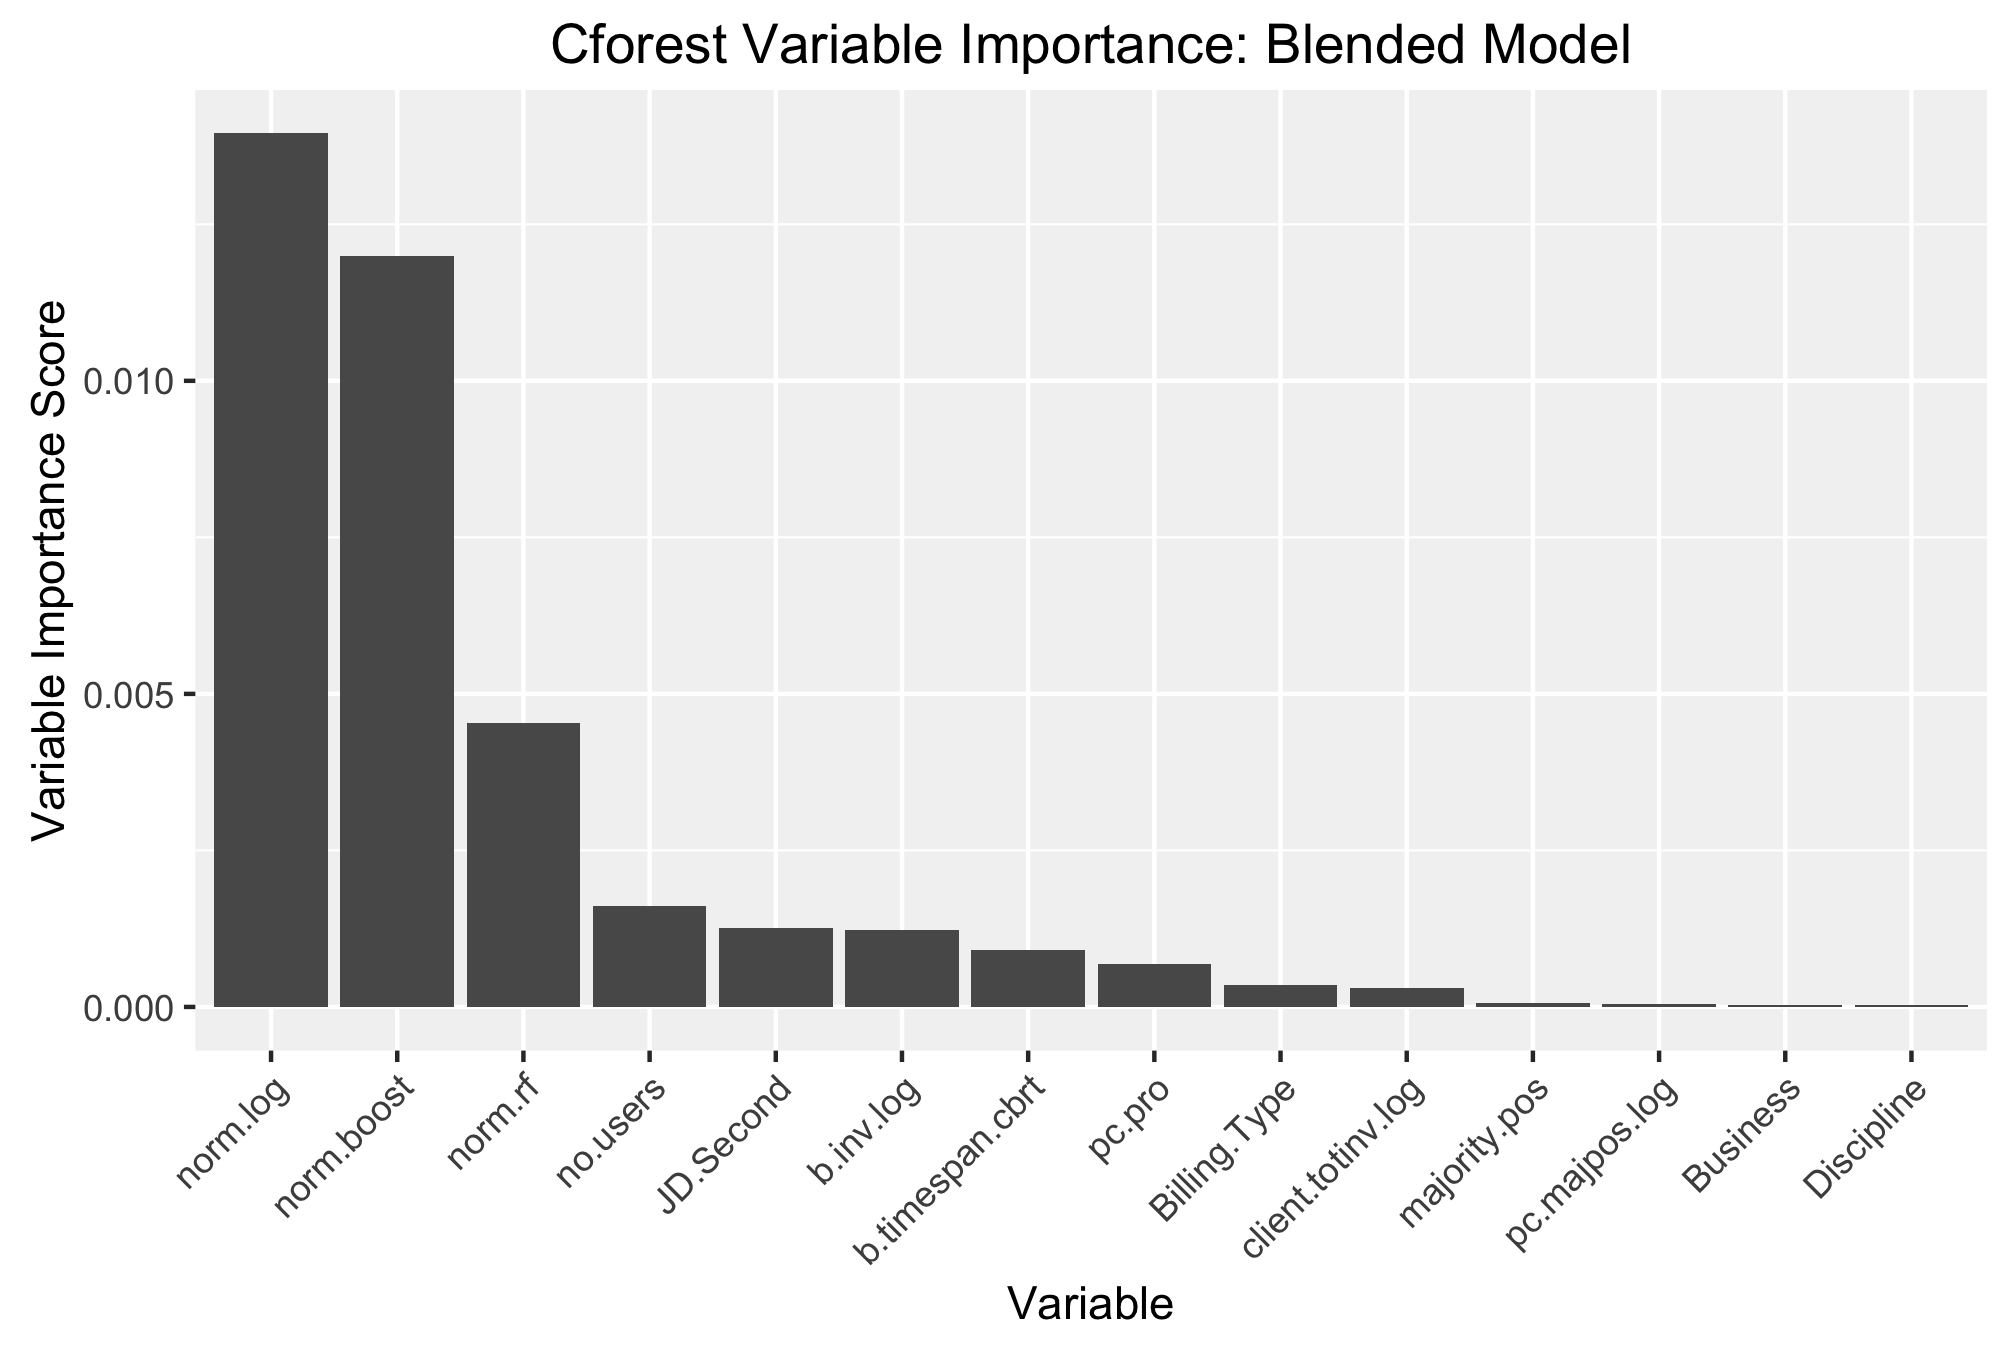 Cforest Variable Importance: Blended Model
Variable Importance Score
0.010
0.005
0.000
norm.log
norm.boost
norm.rf
no.users
JD.Second
b.inv.log
b.timespan.cbrt
pc.pro
Billing.Type
client.totinv.log
majority.pos
pc.majpos.log
Business
Discipline
Variable